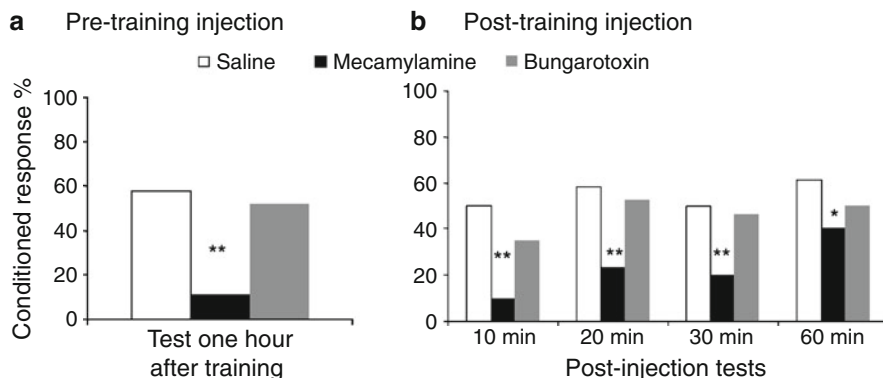 a Pre-training injection
b Post-training injection
Saline Mecamylamine Bungarotoxin
Conditioned response %
100
80
60
40
20
0
**
Test one hour
after training
100
80
60
40
20
0
** ** ** *
10 min 20 min 30 min 60 min
Post-injection tests